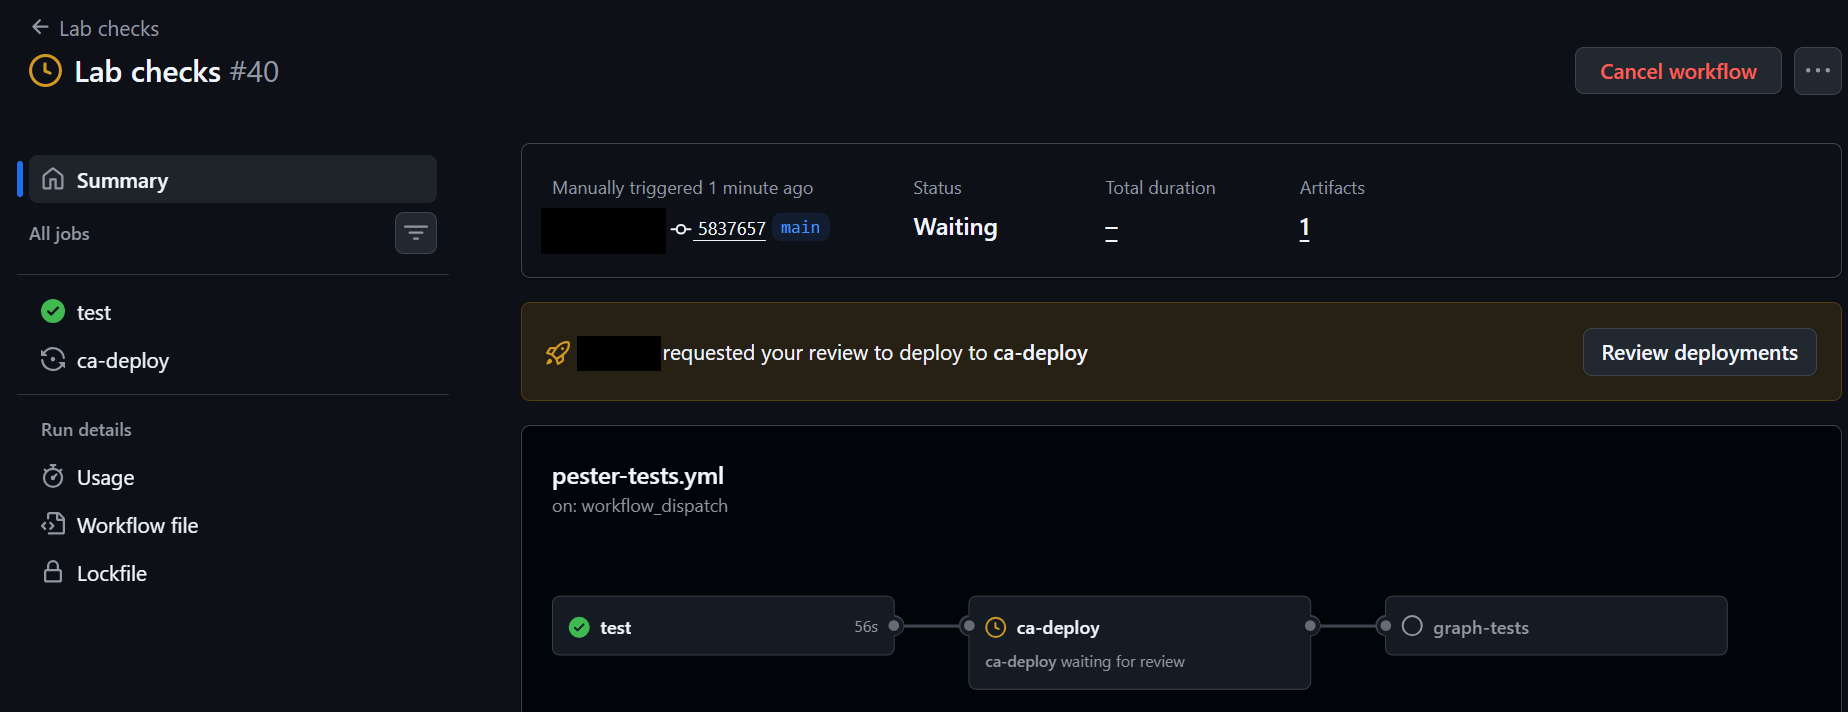 Lab checks
Lab checks #40
Cancel workflow
Summary
All jobs
test
ca-deploy
Run details
Usage
Workflow file
Lockfile
Manually triggered 1 minute ago
5837657 main
Status
Waiting
Total duration
–
Artifacts
1
requested your review to deploy to ca-deploy
Review deployments
pester-tests.yml
on: workflow_dispatch
test 56s
ca-deploy
ca-deploy waiting for review
graph-tests